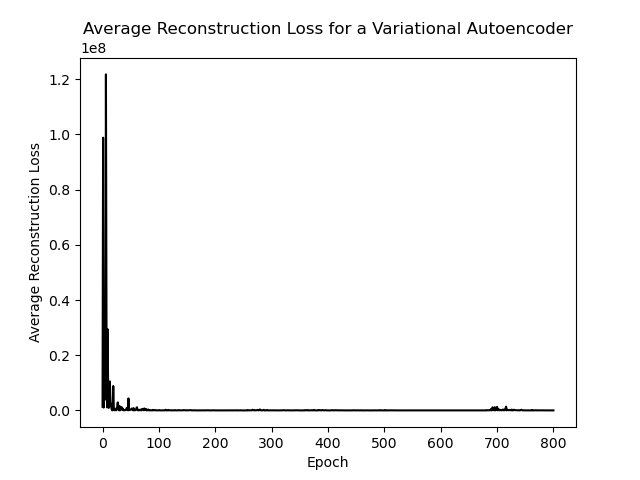 Average Reconstruction Loss for a Variational Autoencoder
1e8
1.2
1.0
0.8
0.6
0.4
0.2
0.0
Average Reconstruction Loss
0 100 200 300 400 500 600 700 800
Epoch